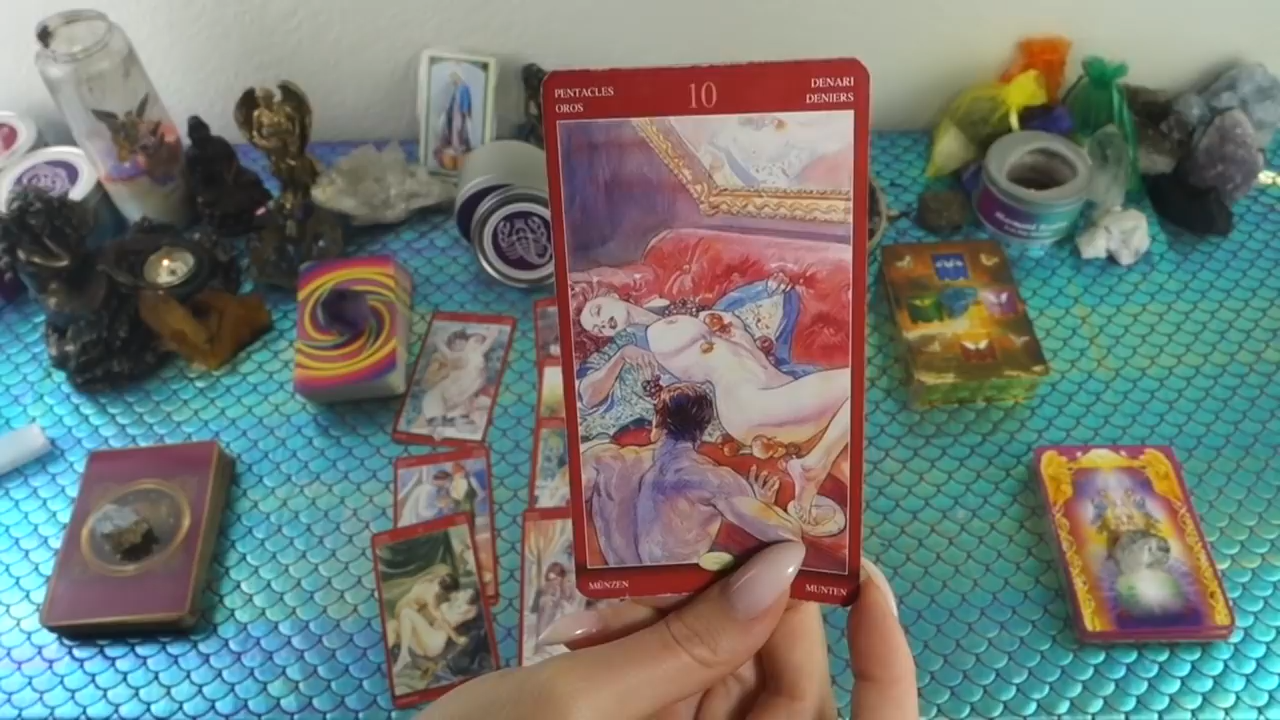 PENTACLES
OROS
10
DENARI
DENIERS
MÜNZEN
MUNTEN